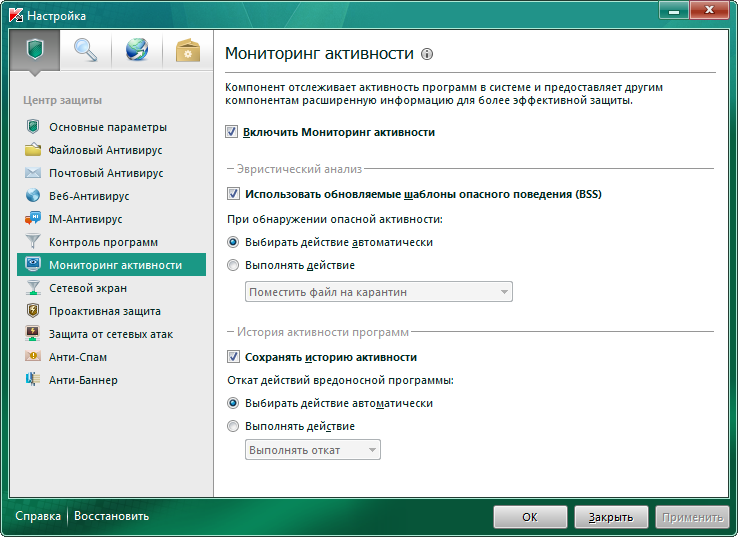 Настройка
Центр защиты
Основные параметры
Файловый Антивирус
Почтовый Антивирус
Веб-Антивирус
IM-Антивирус
Контроль программ
Мониторинг активности
Сетевой экран
Проактивная защита
Защита от сетевых атак
Анти-Спам
Анти-Баннер
Мониторинг активности
Компонент отслеживает активность программ в системе и предоставляет другим
компонентам расширенную информацию для более эффективной защиты.
Включить Мониторинг активности
Эвристический анализ
Использовать обновляемые шаблоны опасного поведения (BSS)
При обнаружении опасной активности:
Выбирать действие автоматически
Выполнять действие
Поместить файл на карантин
История активности программ
Сохранять историю активности
Откат действий вредоносной программы:
Выбирать действие автоматически
Выполнять действие
Выполнять откат
Справка | Восстановить
ОК
Закрыть
Применить